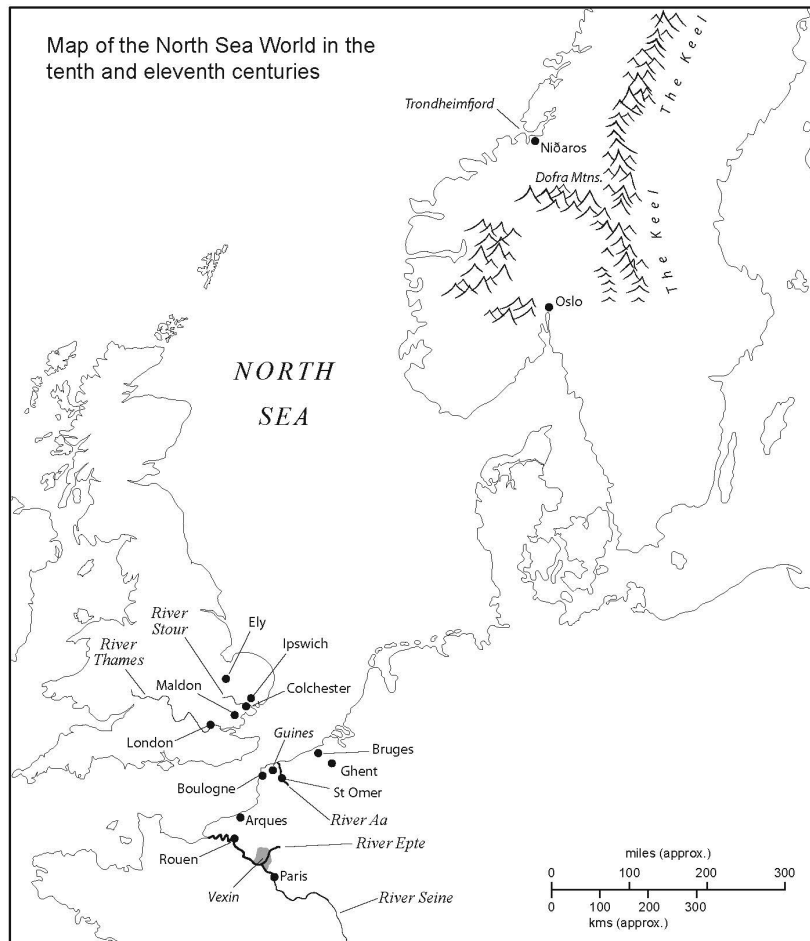 Map of the North Sea World in the
tenth and eleventh centuries
Trondheimfjord
Niðaros
Dofra Mtns.
The Keel
The Keel
Oslo
NORTH
SEA
River
Stour
Ely
River
Thames
Ipswich
Maldon
Colchester
London
Guines
Bruges
Ghent
Boulogne
St Omer
River Aa
Arques
River Epte
Rouen
Vexin
Paris
River Seine
miles (approx.)
0 100 200 300
0 100 200 300
kms (approx.)